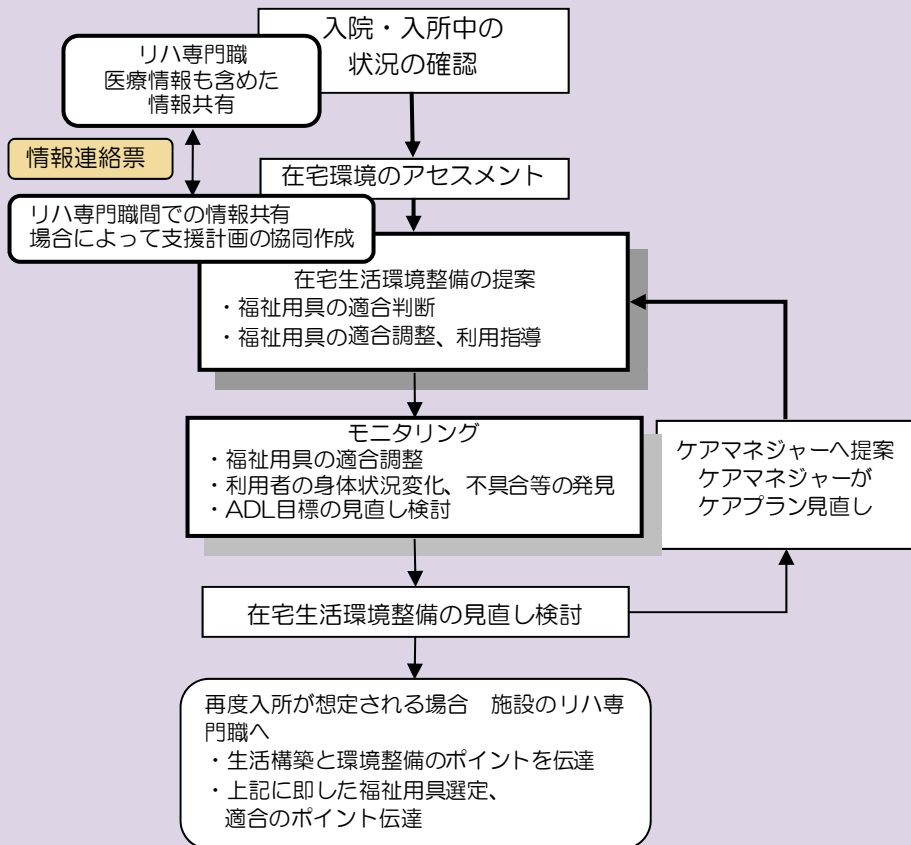 入院・入所中の
状況の確認
リハ専門職
医療情報も含めた
情報共有
情報連絡票
在宅環境のアセスメント
リハ専門職間での情報共有
場合によって支援計画の協同作成
在宅生活環境整備の提案
・福祉用具の適合判断
・福祉用具の適合調整、利用指導
モニタリング
・福祉用具の適合調整
・利用者の身体状況変化、不具合等の発見
・ADL目標の見直し検討
ケアマネジャーへ提案
ケアマネジャーが
ケアプラン見直し
在宅生活環境整備の見直し検討
再度入所が想定される場合　施設のリハ専
門職へ
・生活構築と環境整備のポイントを伝達
・上記に即した福祉用具選定、
適合のポイント伝達